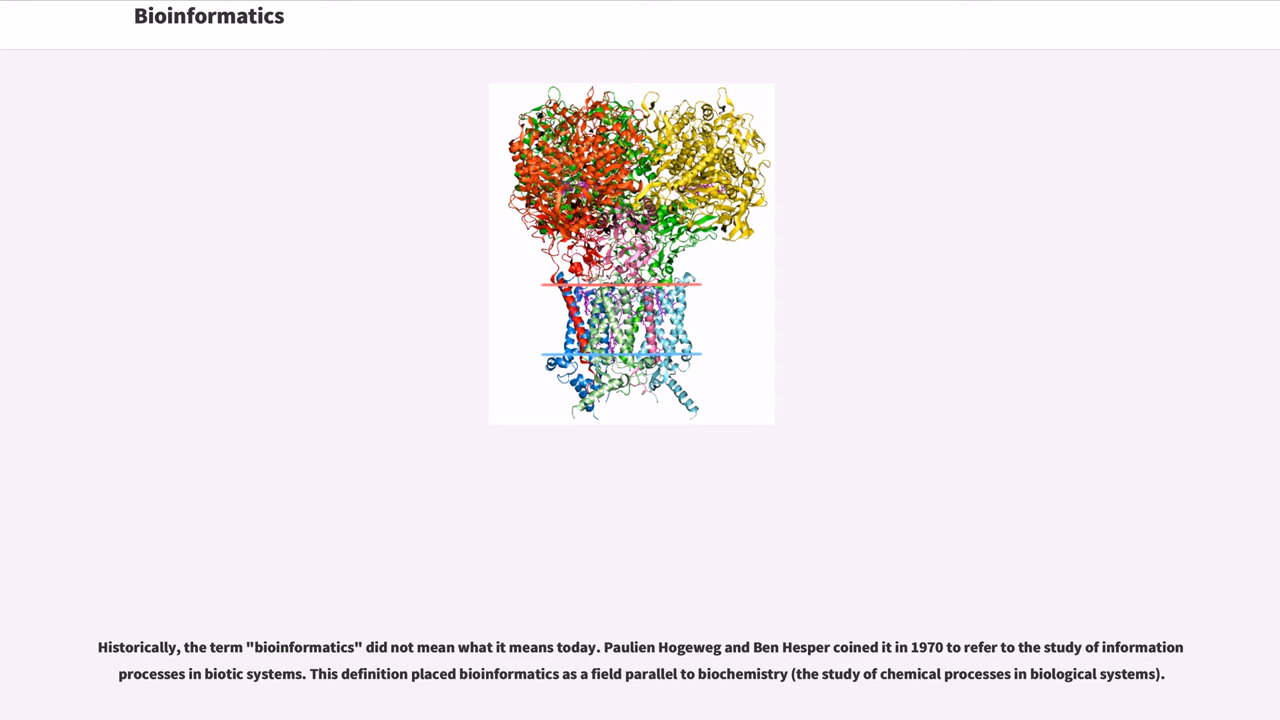 Bioinformatics
Historically, the term "bioinformatics" did not mean what it means today. Paulien Hogeweg and Ben Hesper coined it in 1970 to refer to the study of information
processes in biotic systems. This definition placed bioinformatics as a field parallel to biochemistry (the study of chemical processes in biological systems).